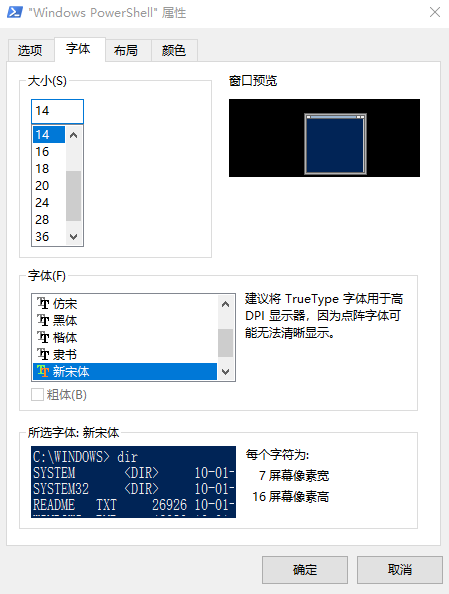 "Windows PowerShell" 属性
选项
字体
布局
颜色
大小(S)
14
14
16
18
20
24
28
36
窗口预览
字体(F)
仿宋
黑体
楷体
隶书
新宋体
粗体(B)
建议将 TrueType 字体用于高
DPI 显示器，因为点阵字体可
能无法清晰显示。
所选字体: 新宋体
C:\WINDOWS> dir
SYSTEM <DIR> 10-01-
SYSTEM32 <DIR> 10-01-
README TXT 26926 10-01-
每个字符为:
7 屏幕像素宽
16 屏幕像素高
确定
取消